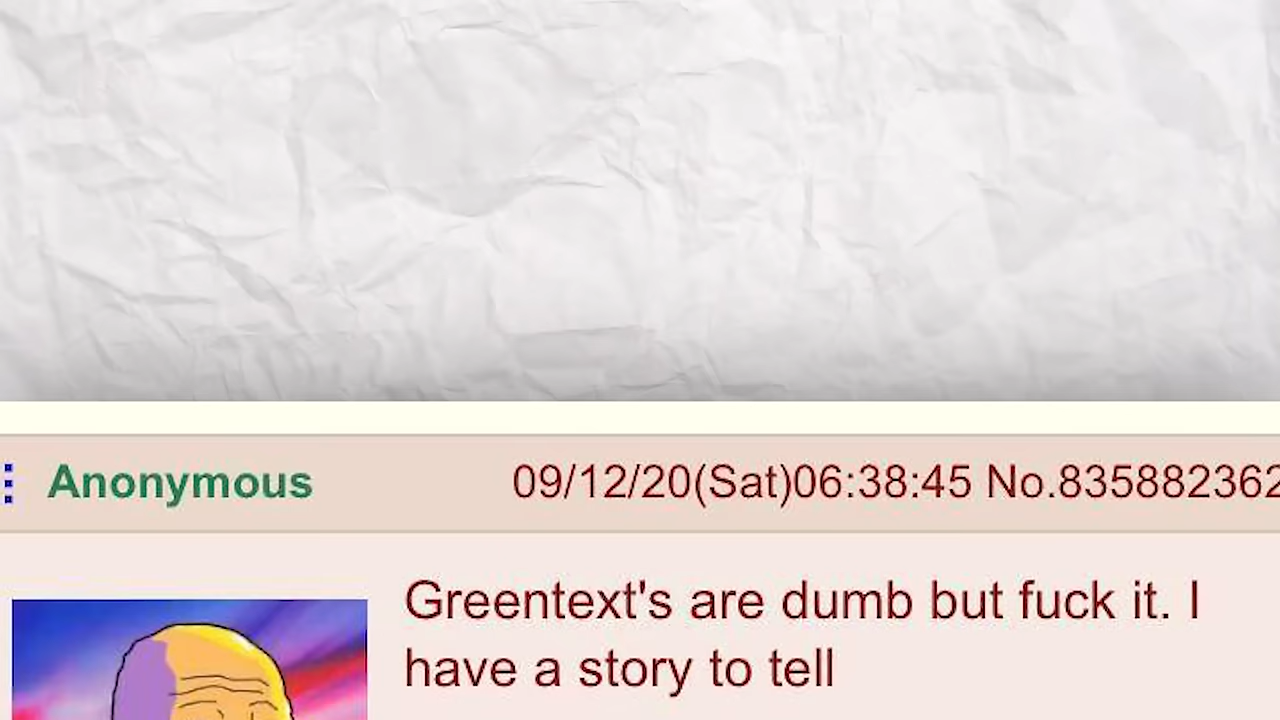 Anonymous 09/12/20(Sat)06:38:45 No.835882362
Greentext's are dumb but fuck it. I
have a story to tell